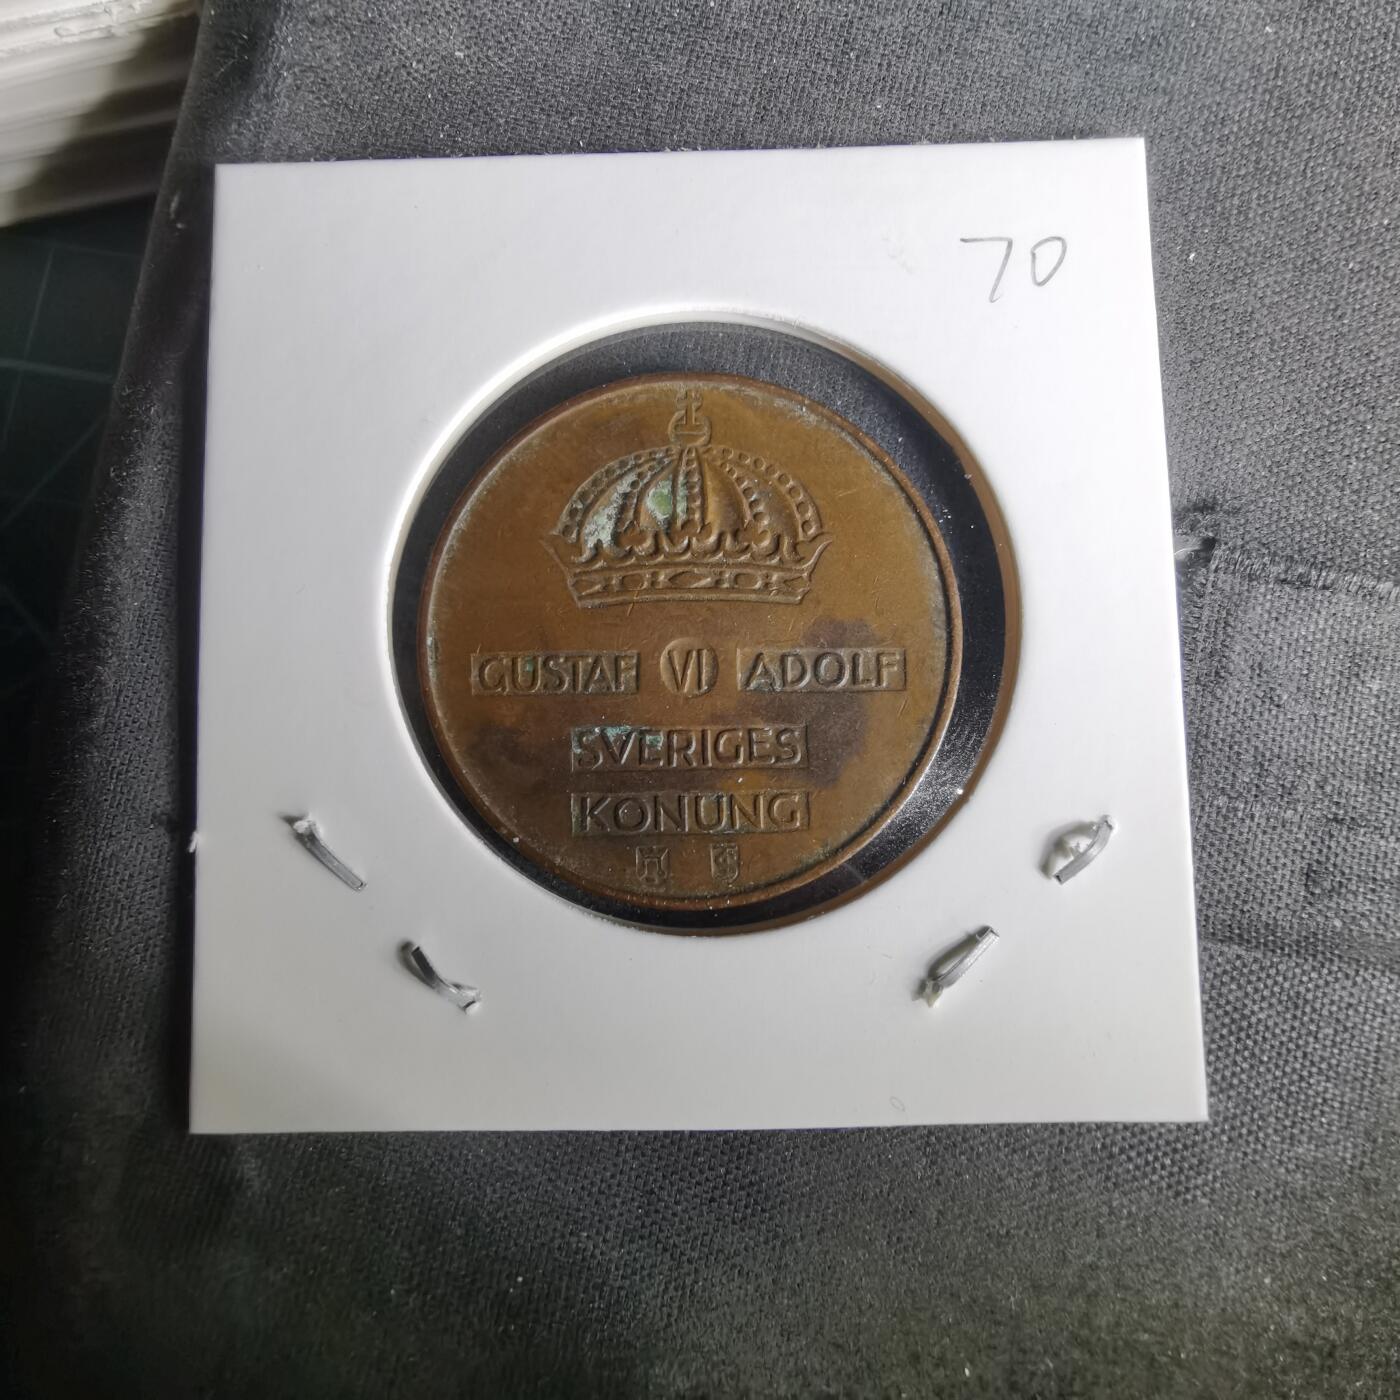 70
GUSTAF VI ADOLF
SVERIGES
KONUNG